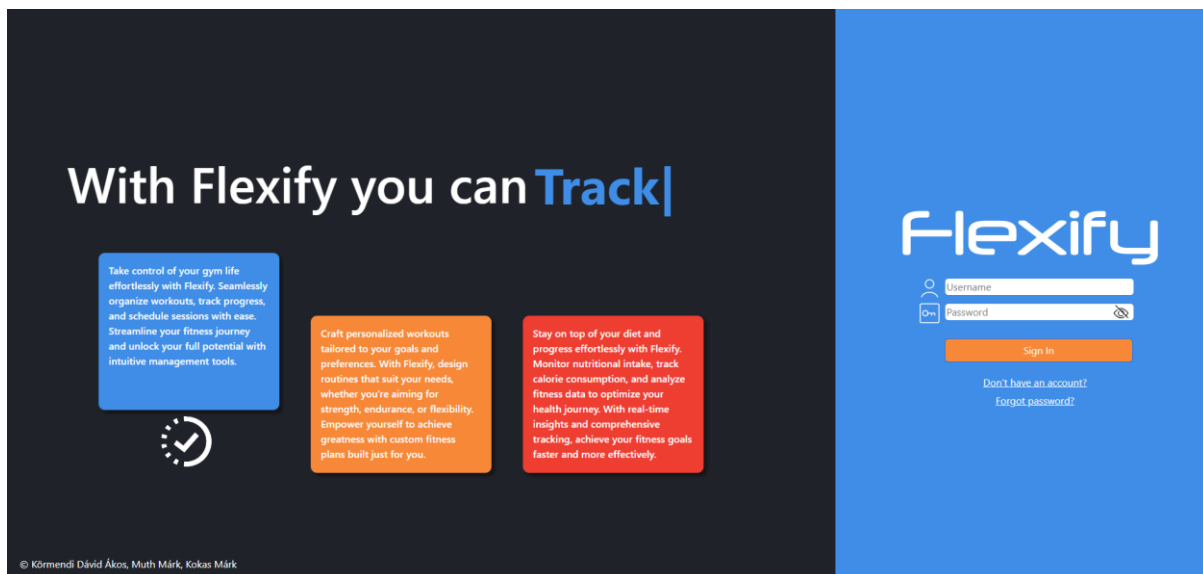 With Flexify you can Track|
Take control of your gym life
effortlessly with Flexify. Seamlessly
organize workouts, track progress,
and schedule sessions with ease.
Streamline your fitness journey
and unlock your full potential with
intuitive management tools.
Craft personalized workouts
tailored to your goals and
preferences. With Flexify, design
routines that suit your needs,
whether you're aiming for
strength, endurance, or flexibility.
Empower yourself to achieve
greatness with custom fitness
plans built just for you.
Stay on top of your diet and
progress effortlessly with Flexify.
Monitor nutritional intake, track
calorie consumption, and analyze
fitness data to optimize your
health journey. With real-time
insights and comprehensive
tracking, achieve your fitness goals
faster and more effectively.
© Körmendi Dávid Ákos, Muth Márk, Kokas Márk
Flexify
Username
Password
Sign In
Don't have an account?
Forgot password?